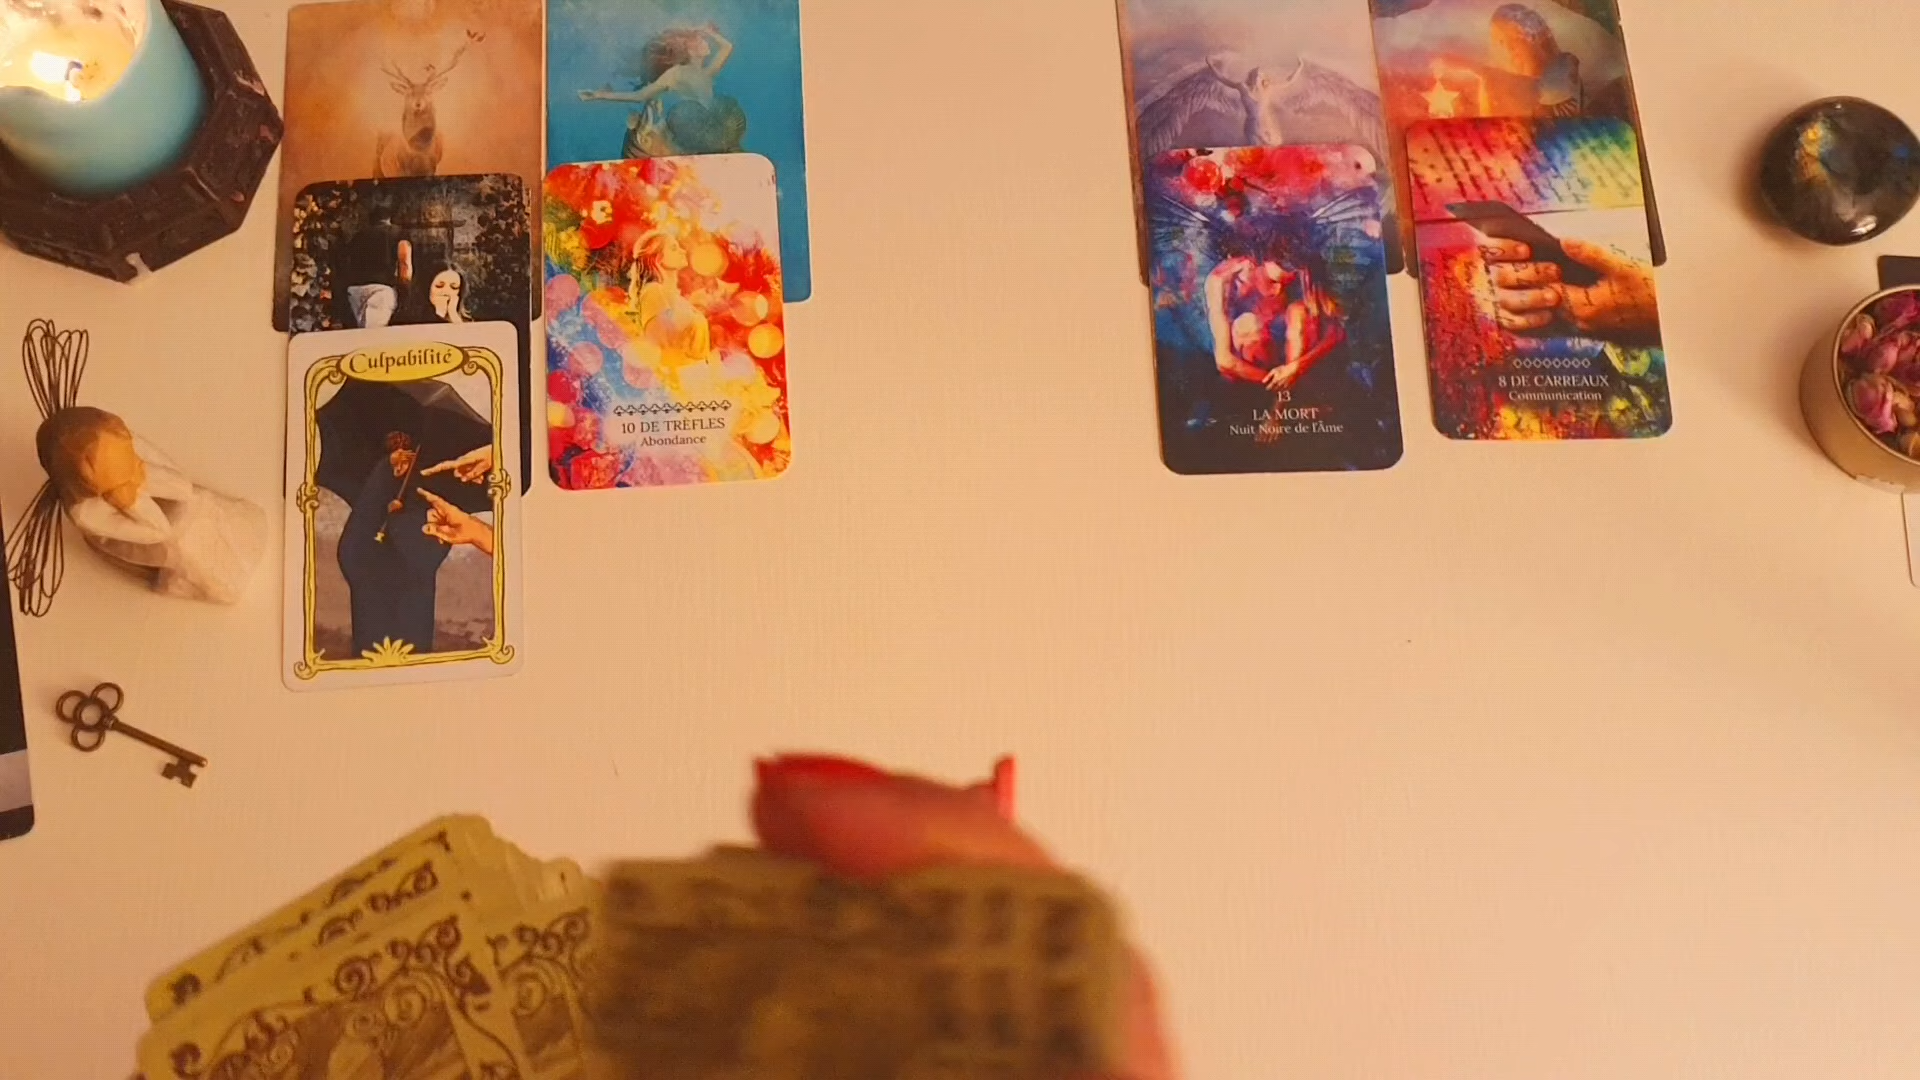 Culpabilité
10 DE TRÈFLES
Abondance
13
LA MORT
Nuit Noire de l'Âme
8 DE CARREAUX
Communication